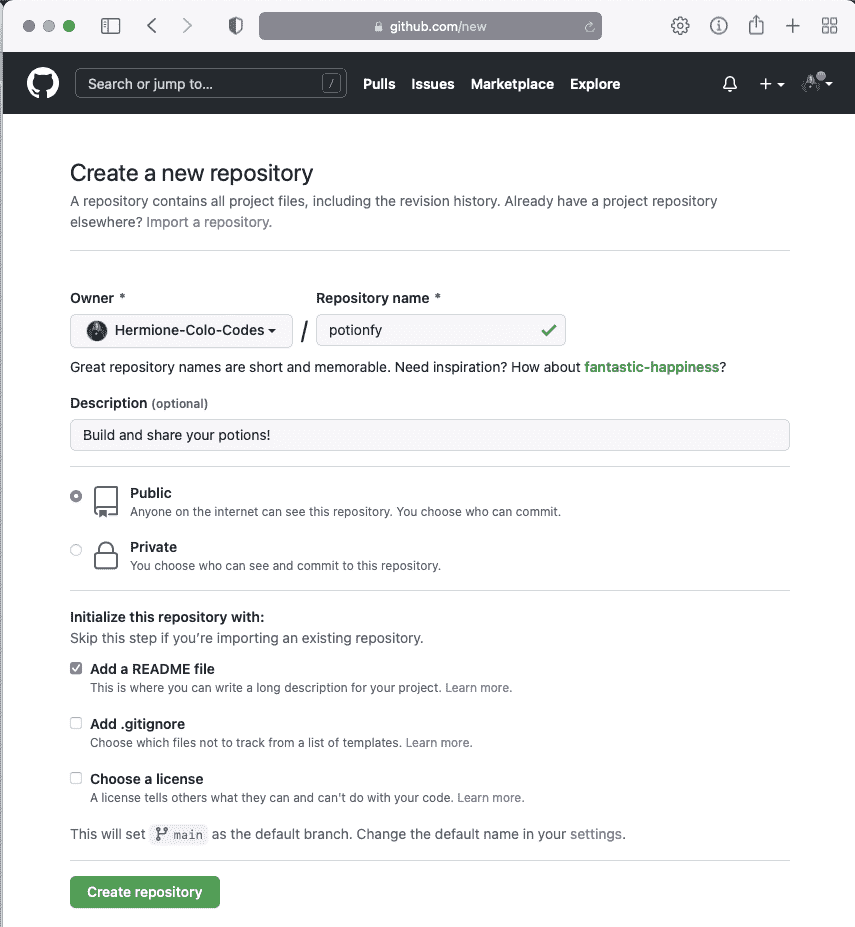 github.com/new
Search or jump to... /
Pulls Issues Marketplace Explore
Create a new repository
A repository contains all project files, including the revision history. Already have a project repository
elsewhere? Import a repository.
Owner * Repository name *
Hermione-Colo-Codes / potionfy
Great repository names are short and memorable. Need inspiration? How about fantastic-happiness?
Description (optional)
Build and share your potions!
Public
Anyone on the internet can see this repository. You choose who can commit.
Private
You choose who can see and commit to this repository.
Initialize this repository with:
Skip this step if you’re importing an existing repository.
Add a README file
This is where you can write a long description for your project. Learn more.
Add .gitignore
Choose which files not to track from a list of templates. Learn more.
Choose a license
A license tells others what they can and can't do with your code. Learn more.
This will set main as the default branch. Change the default name in your settings.
Create repository